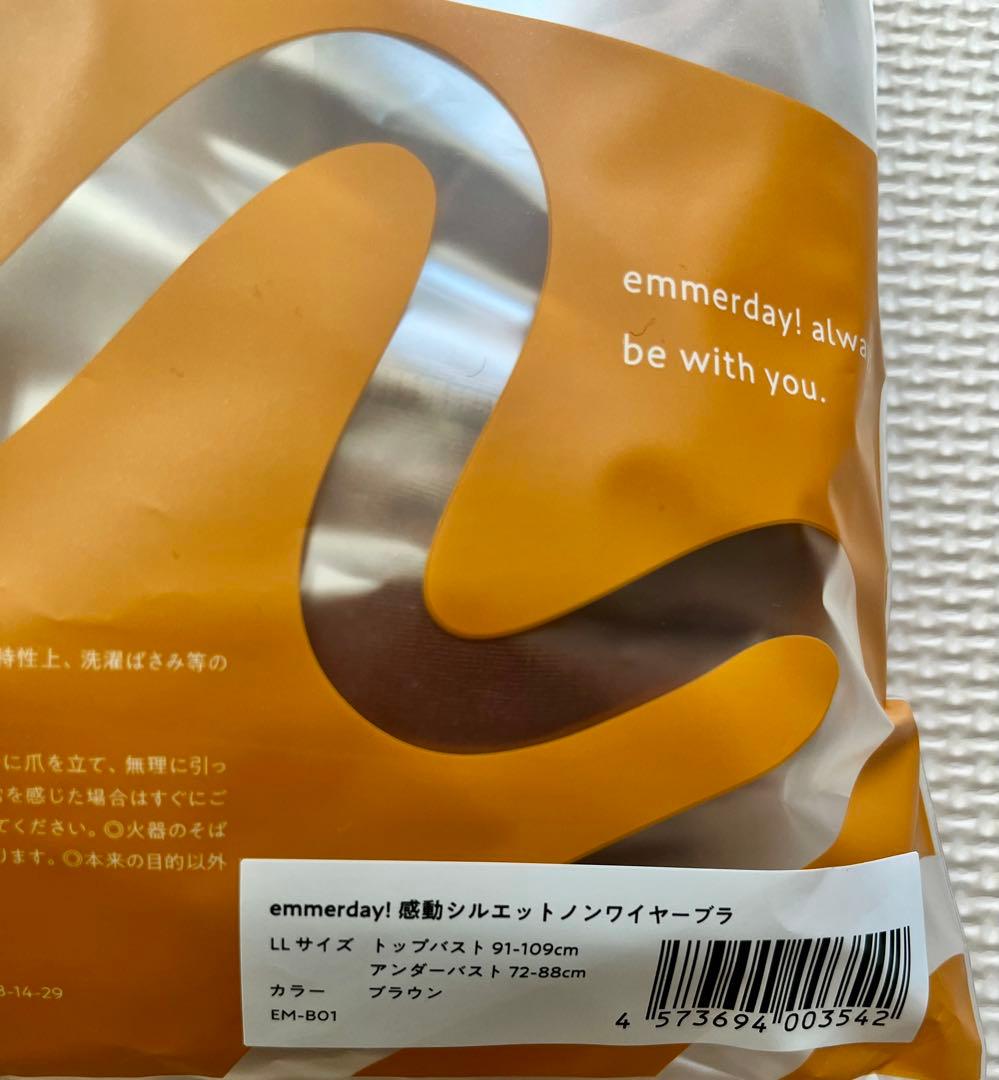 emmerday! alwa
be with you.
特性上、洗濯ばさみ等の
に爪を立て、無理に引っ
を感じた場合はすぐにご
てください。◎火器のそば
ります。◎本来の目的以外
8-14-29
emmerday! 感動シルエットノンワイヤーブラ
LL サイズ トップバスト 91-109cm
アンダーバスト 72-88cm
カラー ブラウン
EM-B01
4 573694 003542